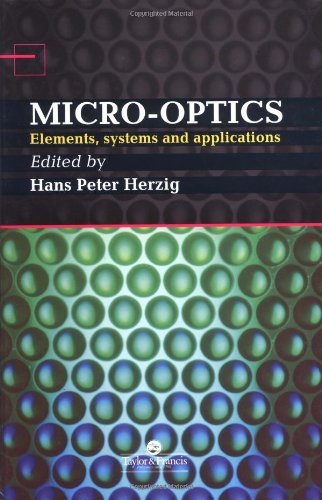 MICRO-OPTICS
Elements, systems and applications
Edited by
Hans Peter Herzig
Taylor & Francis